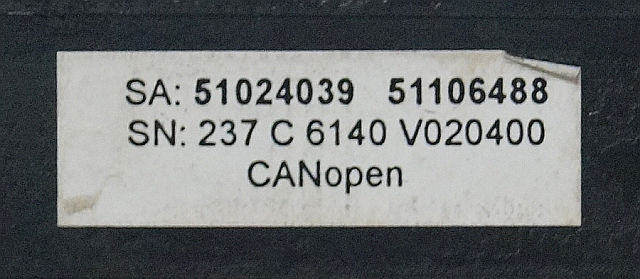 SA: 51024039 51106488
SN: 237 C 6140 V020400
CANopen